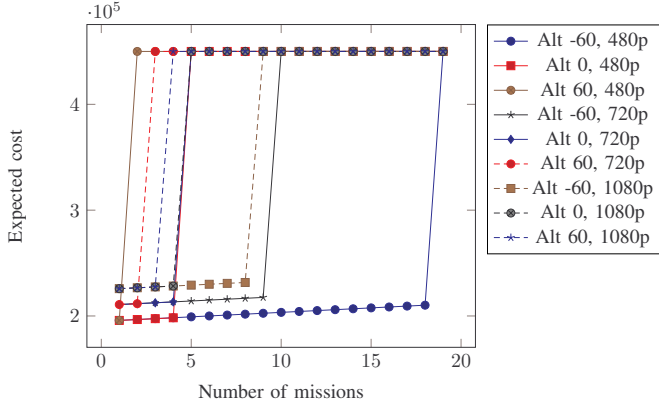 ·10⁵
4
3
2
0
5
10
15
20
Expected cost
Number of missions
Alt -60, 480p
Alt 0, 480p
Alt 60, 480p
Alt -60, 720p
Alt 0, 720p
Alt 60, 720p
Alt -60, 1080p
Alt 0, 1080p
Alt 60, 1080p